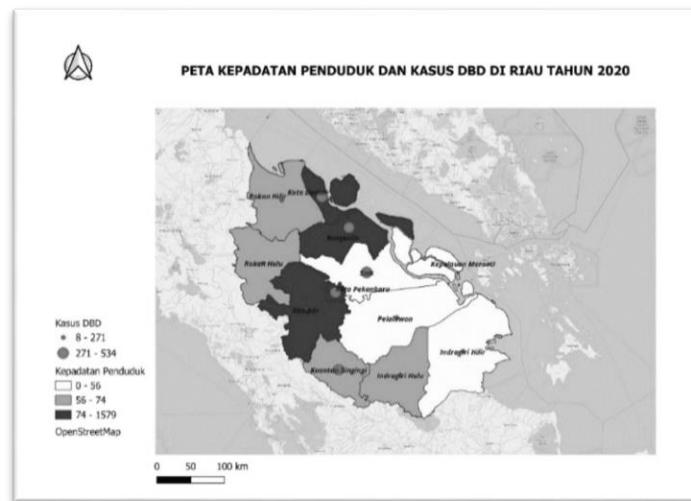 PETA KEPADATAN PENDUDUK DAN KASUS DBD DI RIAU TAHUN 2020
Rokan Hilir
Kota
Bengkalis
Rokan Hulu
Kepulauan Meranti
Kota Pekanbaru
Kampar
Pelalawan
Indragiri Hilir
Kuantan Singingi
Indragiri Hulu
Kasus DBD
8 - 271
271 - 534
Kepadatan Penduduk
0 - 56
56 - 74
74 - 1579
OpenStreetMap
0 50 100 km